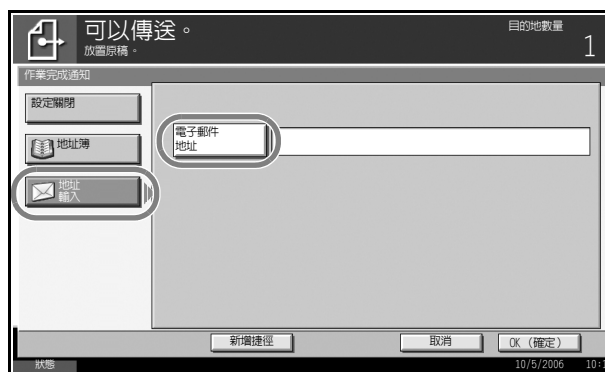 可以傳送。
放置原稿。
目的地數量
1
作業完成通知
設定關閉
地址簿
地址
輸入
電子郵件
地址
新增捷徑
取消
OK (確定)
狀態
10/5/2006 10: